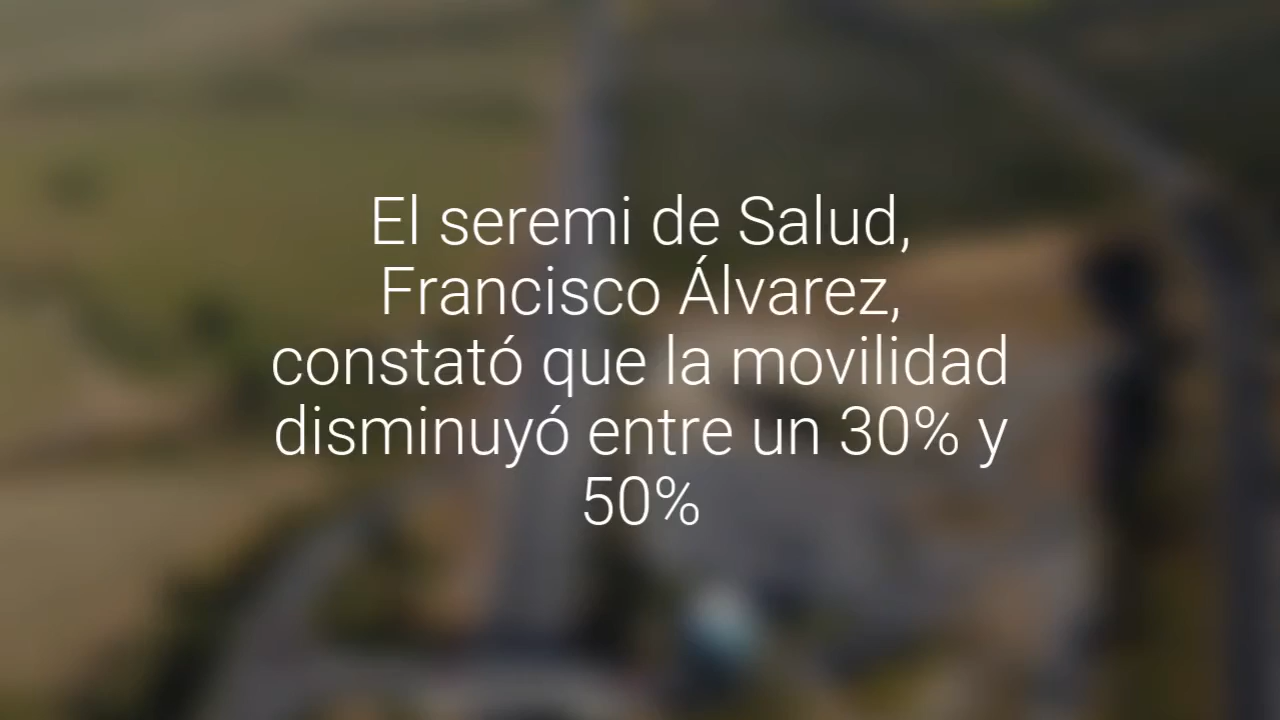 El seremi de Salud,
Francisco Álvarez,
constató que la movilidad
disminuyó entre un 30% y
50%